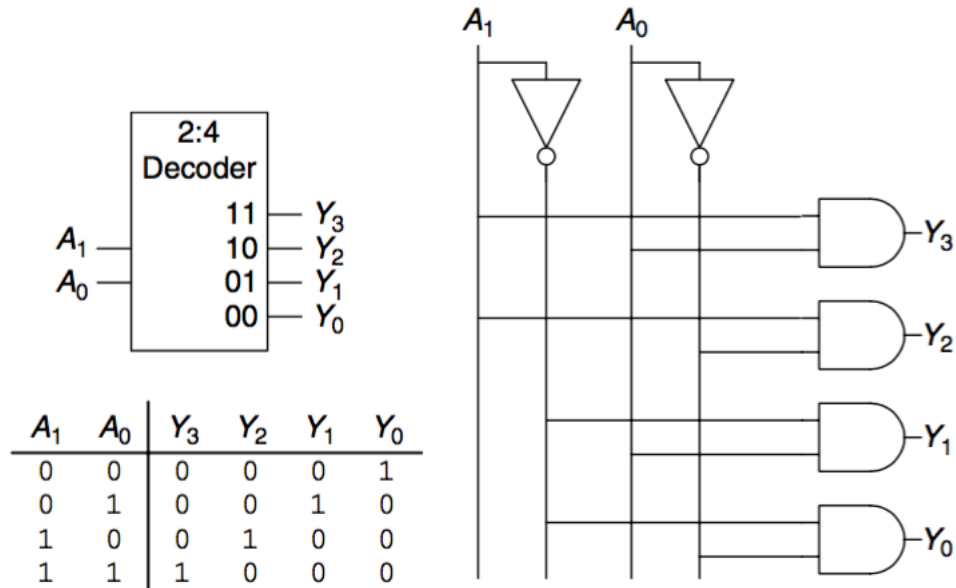 2:4
Decoder
11 Y₃
A₁ 10 Y₂
A₀ 01 Y₁
00 Y₀
A₁ A₀ Y₃ Y₂ Y₁ Y₀
0 0 0 0 0 1
0 1 0 0 1 0
1 0 0 1 0 0
1 1 1 0 0 0
A₁ A₀
Y₃
Y₂
Y₁
Y₀